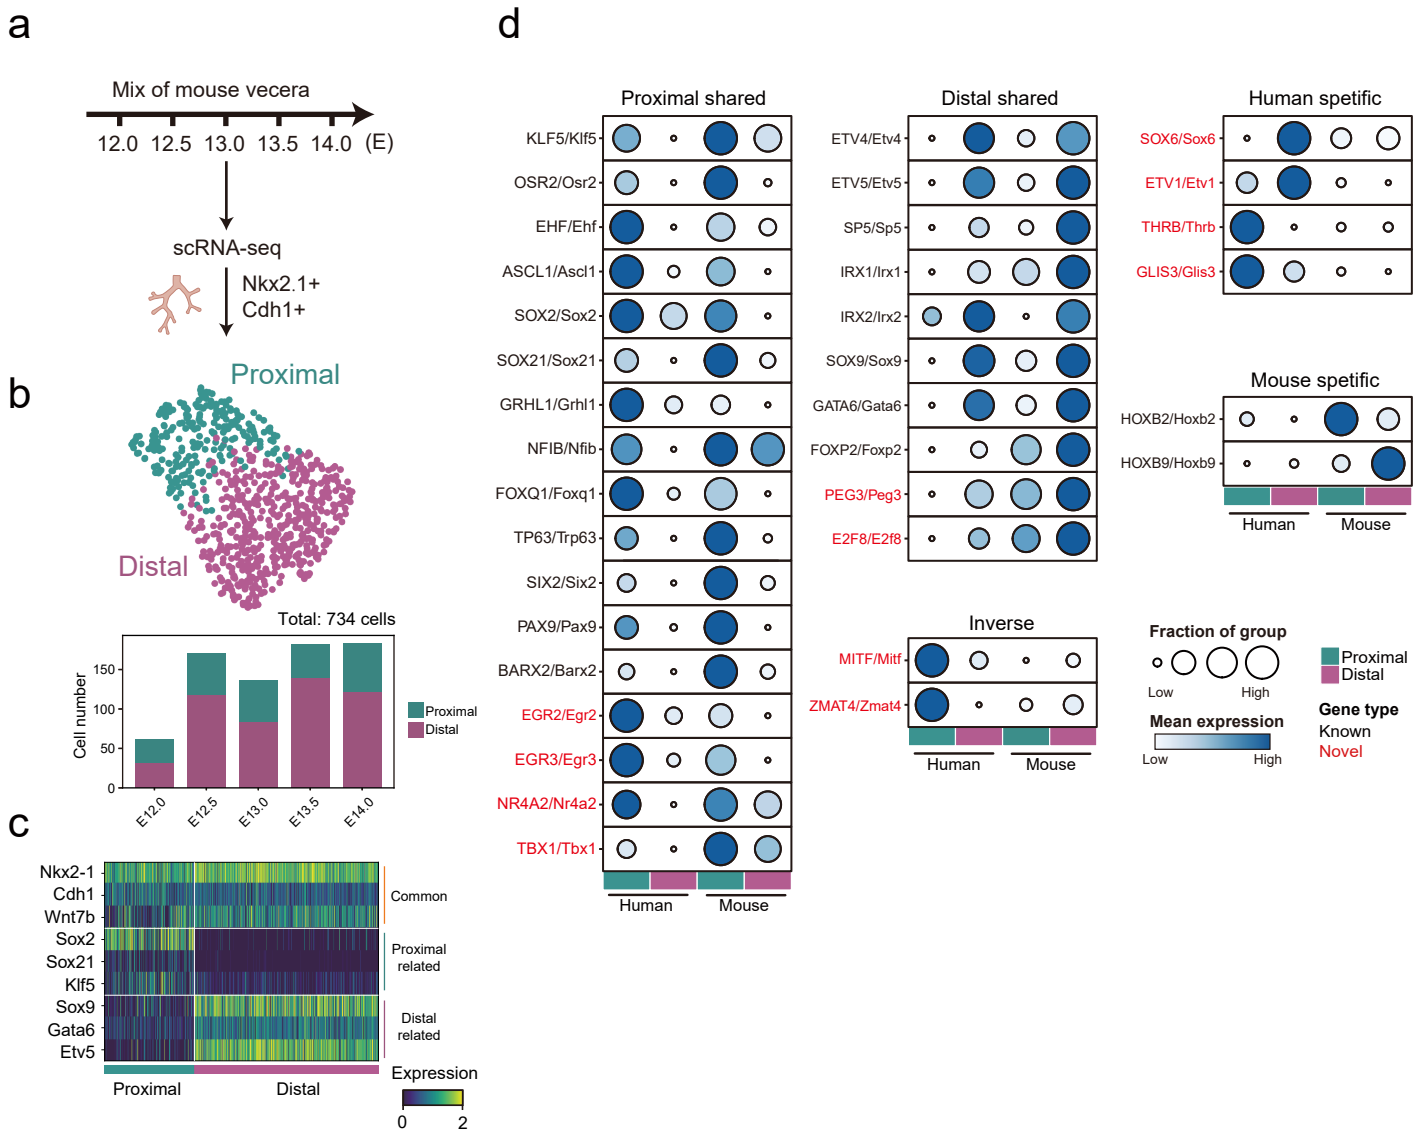 a
Mix of mouse vecera
12.0 12.5 13.0 13.5 14.0 (E)
scRNA-seq
Nkx2.1+
Cdh1+
b
Proximal
Distal
Total: 734 cells
Cell number
150
100
50
0
E12.0 E12.5 E13.0 E13.5 E14.0
Proximal
Distal
c
Nkx2-1
Cdh1
Wnt7b
Sox2
Sox21
Klf5
Sox9
Gata6
Etv5
Common
Proximal
related
Distal
related
Proximal Distal
Expression
0 2
d
Proximal shared
KLF5/Klf5
OSR2/Osr2
EHF/Ehf
ASCL1/Ascl1
SOX2/Sox2
SOX21/Sox21
GRHL1/Grhl1
NFIB/Nfib
FOXQ1/Foxq1
TP63/Trp63
SIX2/Six2
PAX9/Pax9
BARX2/Barx2
EGR2/Egr2
EGR3/Egr3
NR4A2/Nr4a2
TBX1/Tbx1
Human Mouse
Distal shared
ETV4/Etv4
ETV5/Etv5
SP5/Sp5
IRX1/Irx1
IRX2/Irx2
SOX9/Sox9
GATA6/Gata6
FOXP2/Foxp2
PEG3/Peg3
E2F8/E2f8
Inverse
MITF/Mitf
ZMAT4/Zmat4
Human Mouse
Human spetific
SOX6/Sox6
ETV1/Etv1
THRB/Thrb
GLIS3/Glis3
Mouse spetific
HOXB2/Hoxb2
HOXB9/Hoxb9
Human Mouse
Fraction of group
Low High
Mean expression
Low High
Proximal
Distal
Gene type
Known
Novel